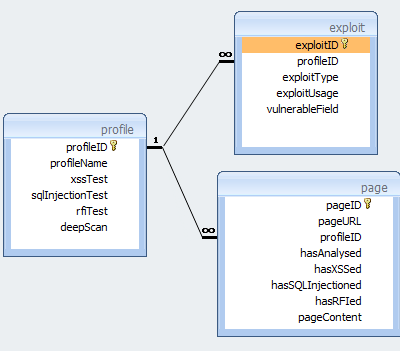 exploit
exploitID
profileID
exploitType
exploitUsage
vulnerableField
∞
1
profile
profileID
profileName
xssTest
sqlInjectionTest
rfiTest
deepScan
∞
page
pageID
pageURL
profileID
hasAnalysed
hasXSSed
hasSQLInjectioned
hasRFIed
pageContent